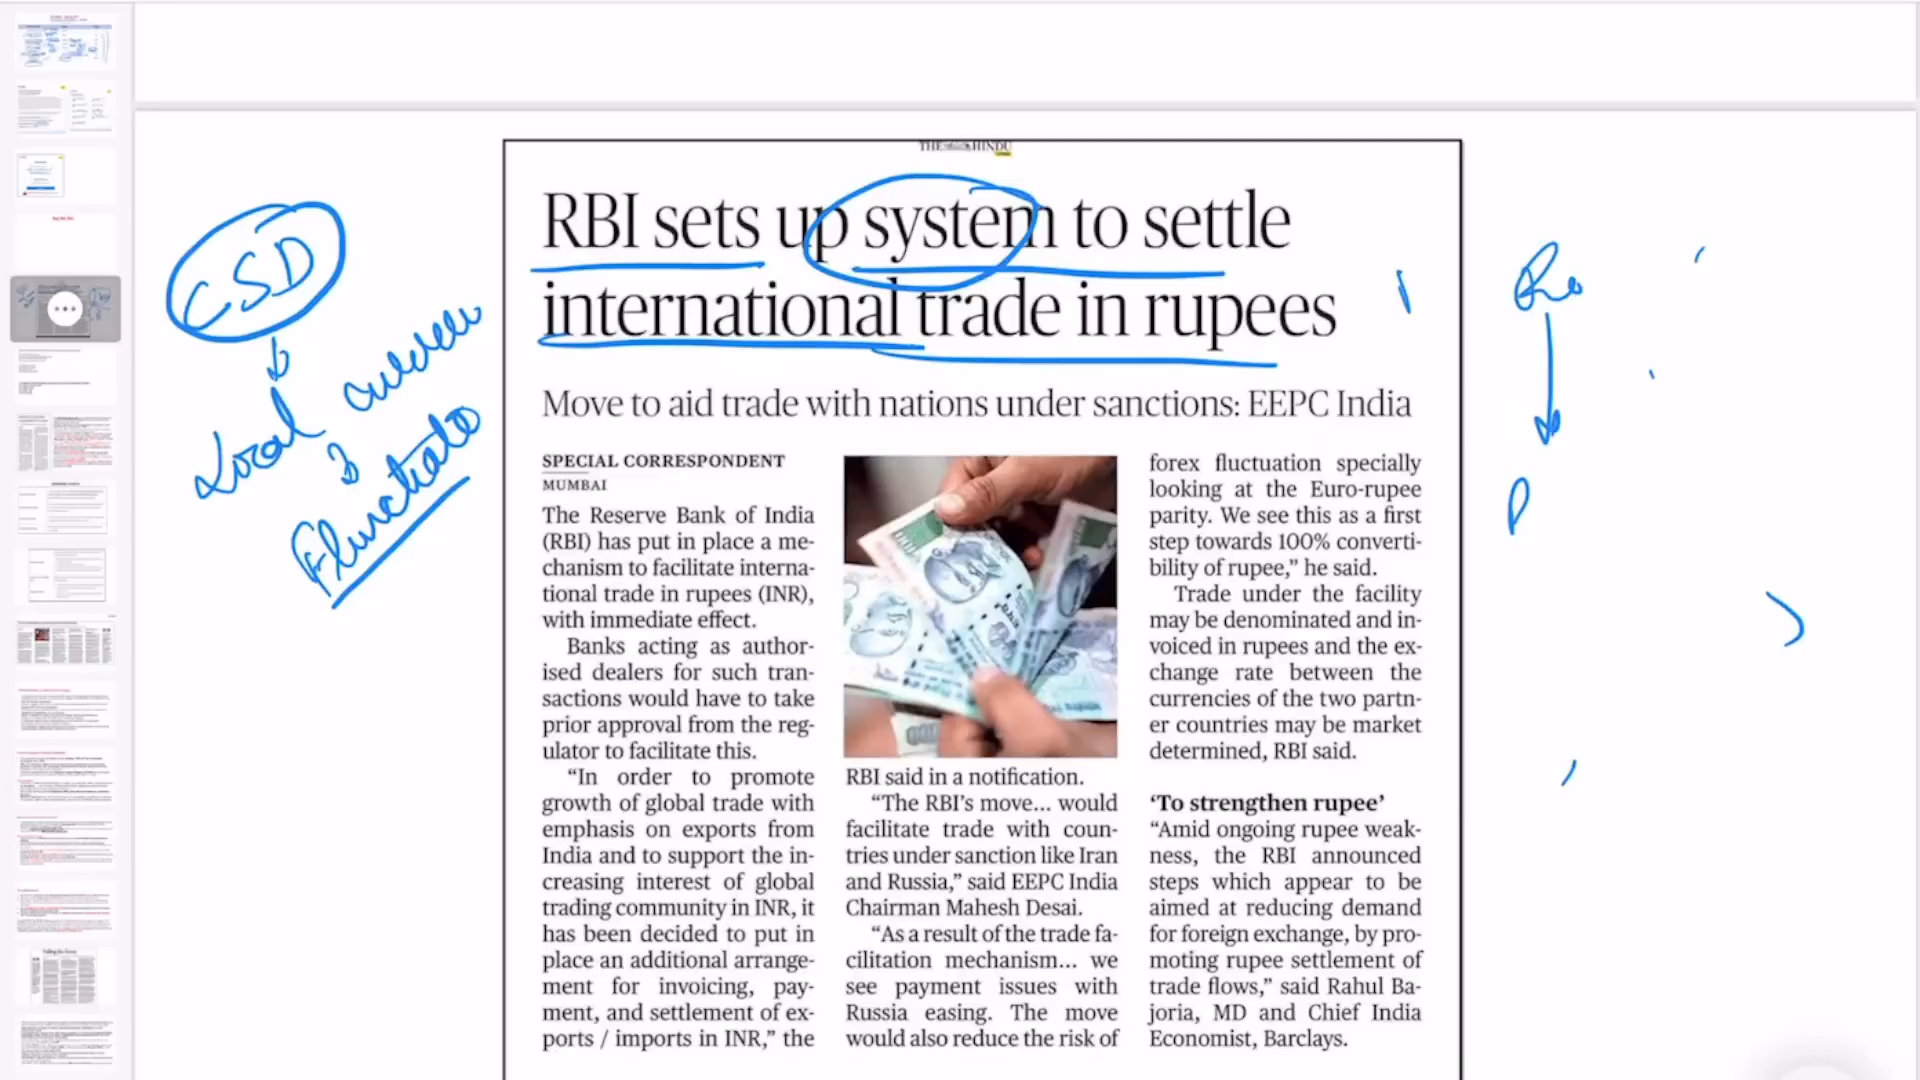 THE HINDU
RBI sets up system to settle
international trade in rupees
Move to aid trade with nations under sanctions: EEPC India
SPECIAL CORRESPONDENT
MUMBAI
The Reserve Bank of India
(RBI) has put in place a me-
chanism to facilitate interna-
tional trade in rupees (INR),
with immediate effect.
Banks acting as author-
ised dealers for such tran-
sactions would have to take
prior approval from the reg-
ulator to facilitate this.
“In order to promote
growth of global trade with
emphasis on exports from
India and to support the in-
creasing interest of global
trading community in INR, it
has been decided to put in
place an additional arrange-
ment for invoicing, pay-
ment, and settlement of ex-
ports / imports in INR,” the
RBI said in a notification.
“The RBI’s move... would
facilitate trade with coun-
tries under sanction like Iran
and Russia,” said EEPC India
Chairman Mahesh Desai.
“As a result of the trade fa-
cilitation mechanism... we
see payment issues with
Russia easing. The move
would also reduce the risk of
forex fluctuation specially
looking at the Euro-rupee
parity. We see this as a first
step towards 100% converti-
bility of rupee,” he said.
Trade under the facility
may be denominated and in-
voiced in rupees and the ex-
change rate between the
currencies of the two partn-
er countries may be market
determined, RBI said.
‘To strengthen rupee’
“Amid ongoing rupee weak-
ness, the RBI announced
steps which appear to be
aimed at reducing demand
for foreign exchange, by pro-
moting rupee settlement of
trade flows,” said Rahul Ba-
joria, MD and Chief India
Economist, Barclays.
CSD
Local
Fluctuate